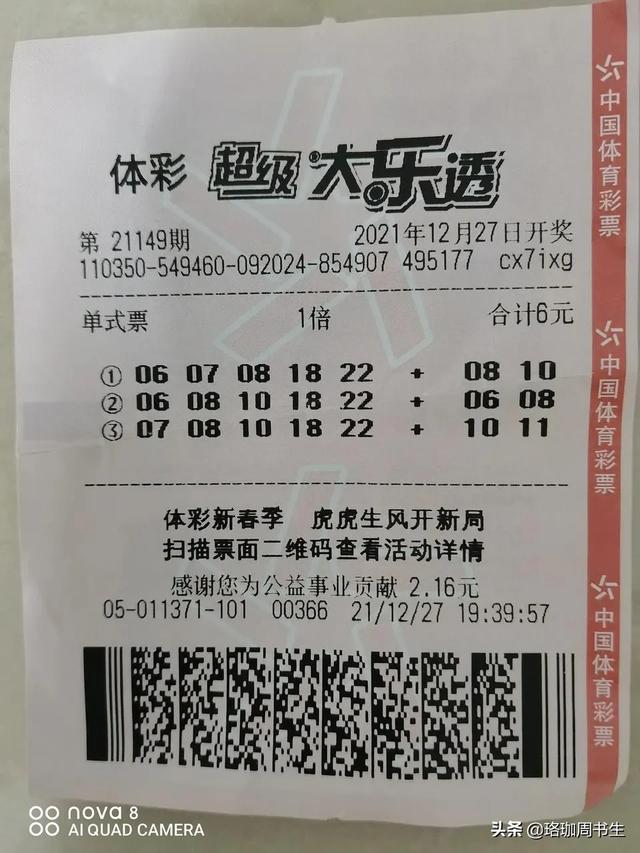 体彩 超级大乐透
第 21149期 2021年12月27日开奖
110350-549460-092024-854907 495177 cx7ixg
单式票 1倍 合计6元
① 06 07 08 18 22 + 08 10
② 06 08 10 18 22 + 06 08
③ 07 08 10 18 22 + 10 11
体彩新春季 虎虎生风开新局
扫描票面二维码查看活动详情
感谢您为公益事业贡献 2.16元
05-011371-101 00366 21/12/27 19:39:57
中国体育彩票
中国体育彩票
中国体育彩票
nova 8
AI QUAD CAMERA
头条 @珞珈周书生